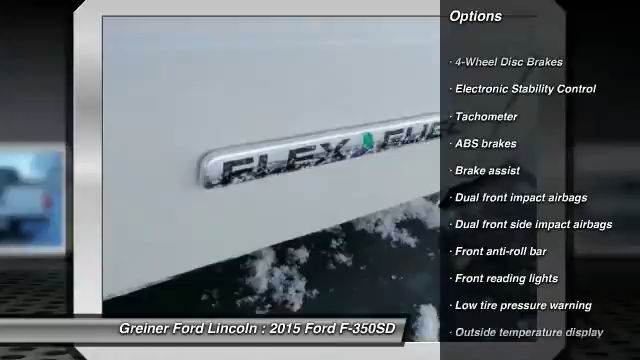 Options
· 4-Wheel Disc Brakes
· Electronic Stability Control
· Tachometer
· ABS brakes
· Brake assist
· Dual front impact airbags
· Dual front side impact airbags
· Front anti-roll bar
· Front reading lights
· Low tire pressure warning
· Outside temperature display
FLEX FUEL
Greiner Ford Lincoln : 2015 Ford F-350SD